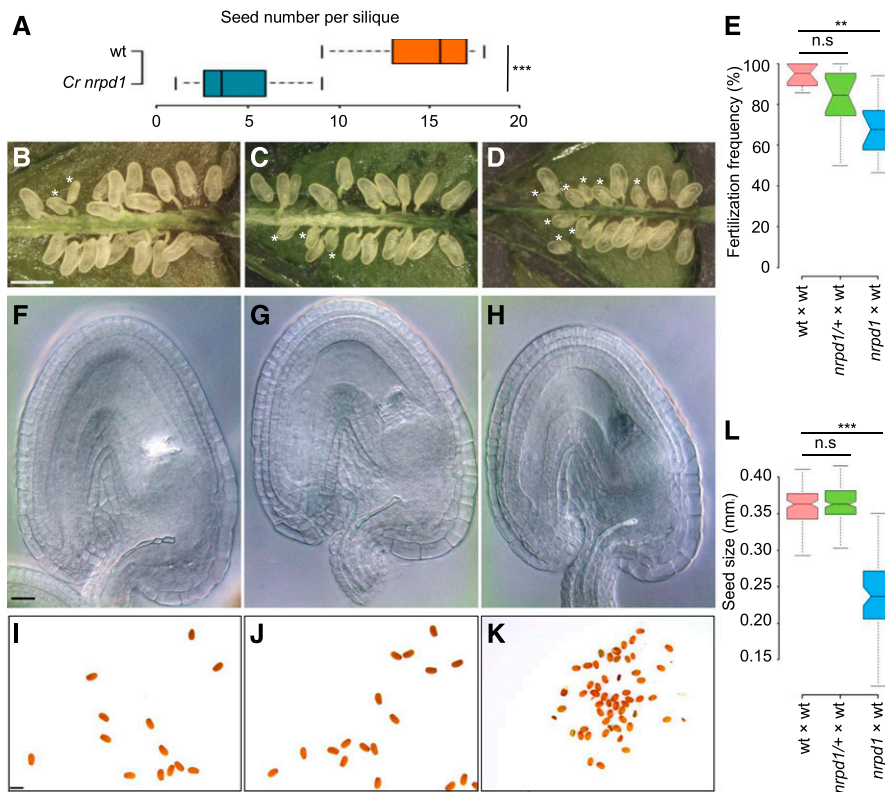 A
Seed number per silique
wt
Cr nrpd1
***
0 5 10 15 20
B
*
*
C
*
*
*
D
* * * * *
*
*
*
E
**
n.s
Fertilization frequency (%)
100
80
60
40
20
0
wt × wt
nrpd1/+ × wt
nrpd1 × wt
F
G
H
I
J
K
L
***
n.s
Seed size (mm.)
0.40
0.35
0.30
0.25
0.20
0.15
wt × wt
nrpd1/+ × wt
nrpd1 × wt